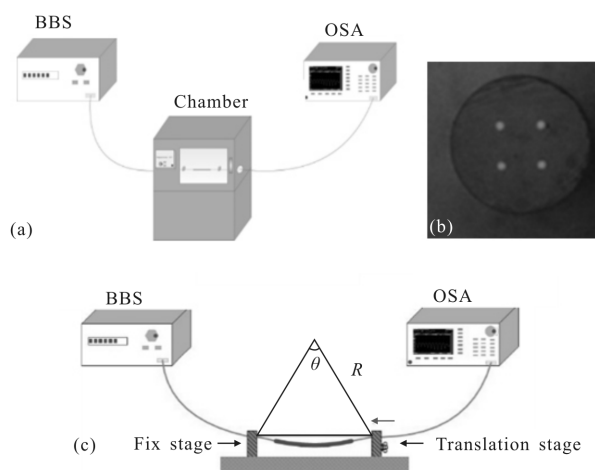 BBS
OSA
Chamber
(a)
(b)
BBS
OSA
θ
R
(c)
Fix stage
Translation stage